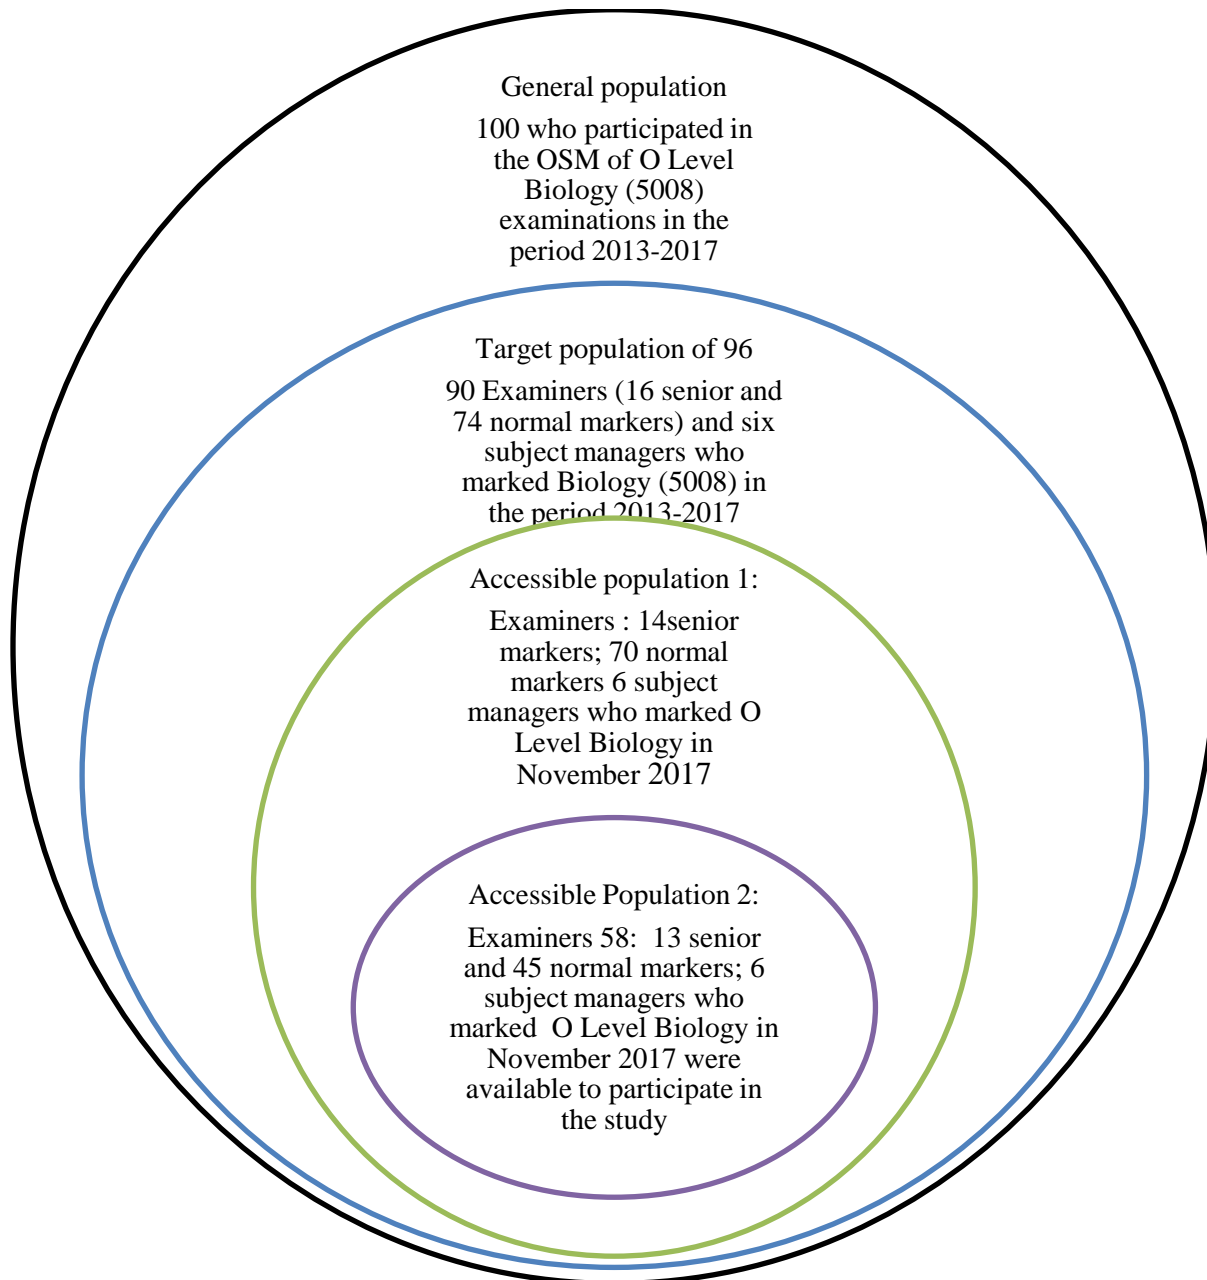 General population
100 who participated in
the OSM of O Level
Biology (5008)
examinations in the
period 2013-2017
Target population of 96
90 Examiners (16 senior and
74 normal markers) and six
subject managers who
marked Biology (5008) in
the period 2013-2017
Accessible population 1:
Examiners : 14senior
markers; 70 normal
markers 6 subject
managers who marked O
Level Biology in
November 2017
Accessible Population 2:
Examiners 58:  13 senior
and 45 normal markers; 6
subject managers who
marked  O Level Biology in
November 2017 were
available to participate in
the study